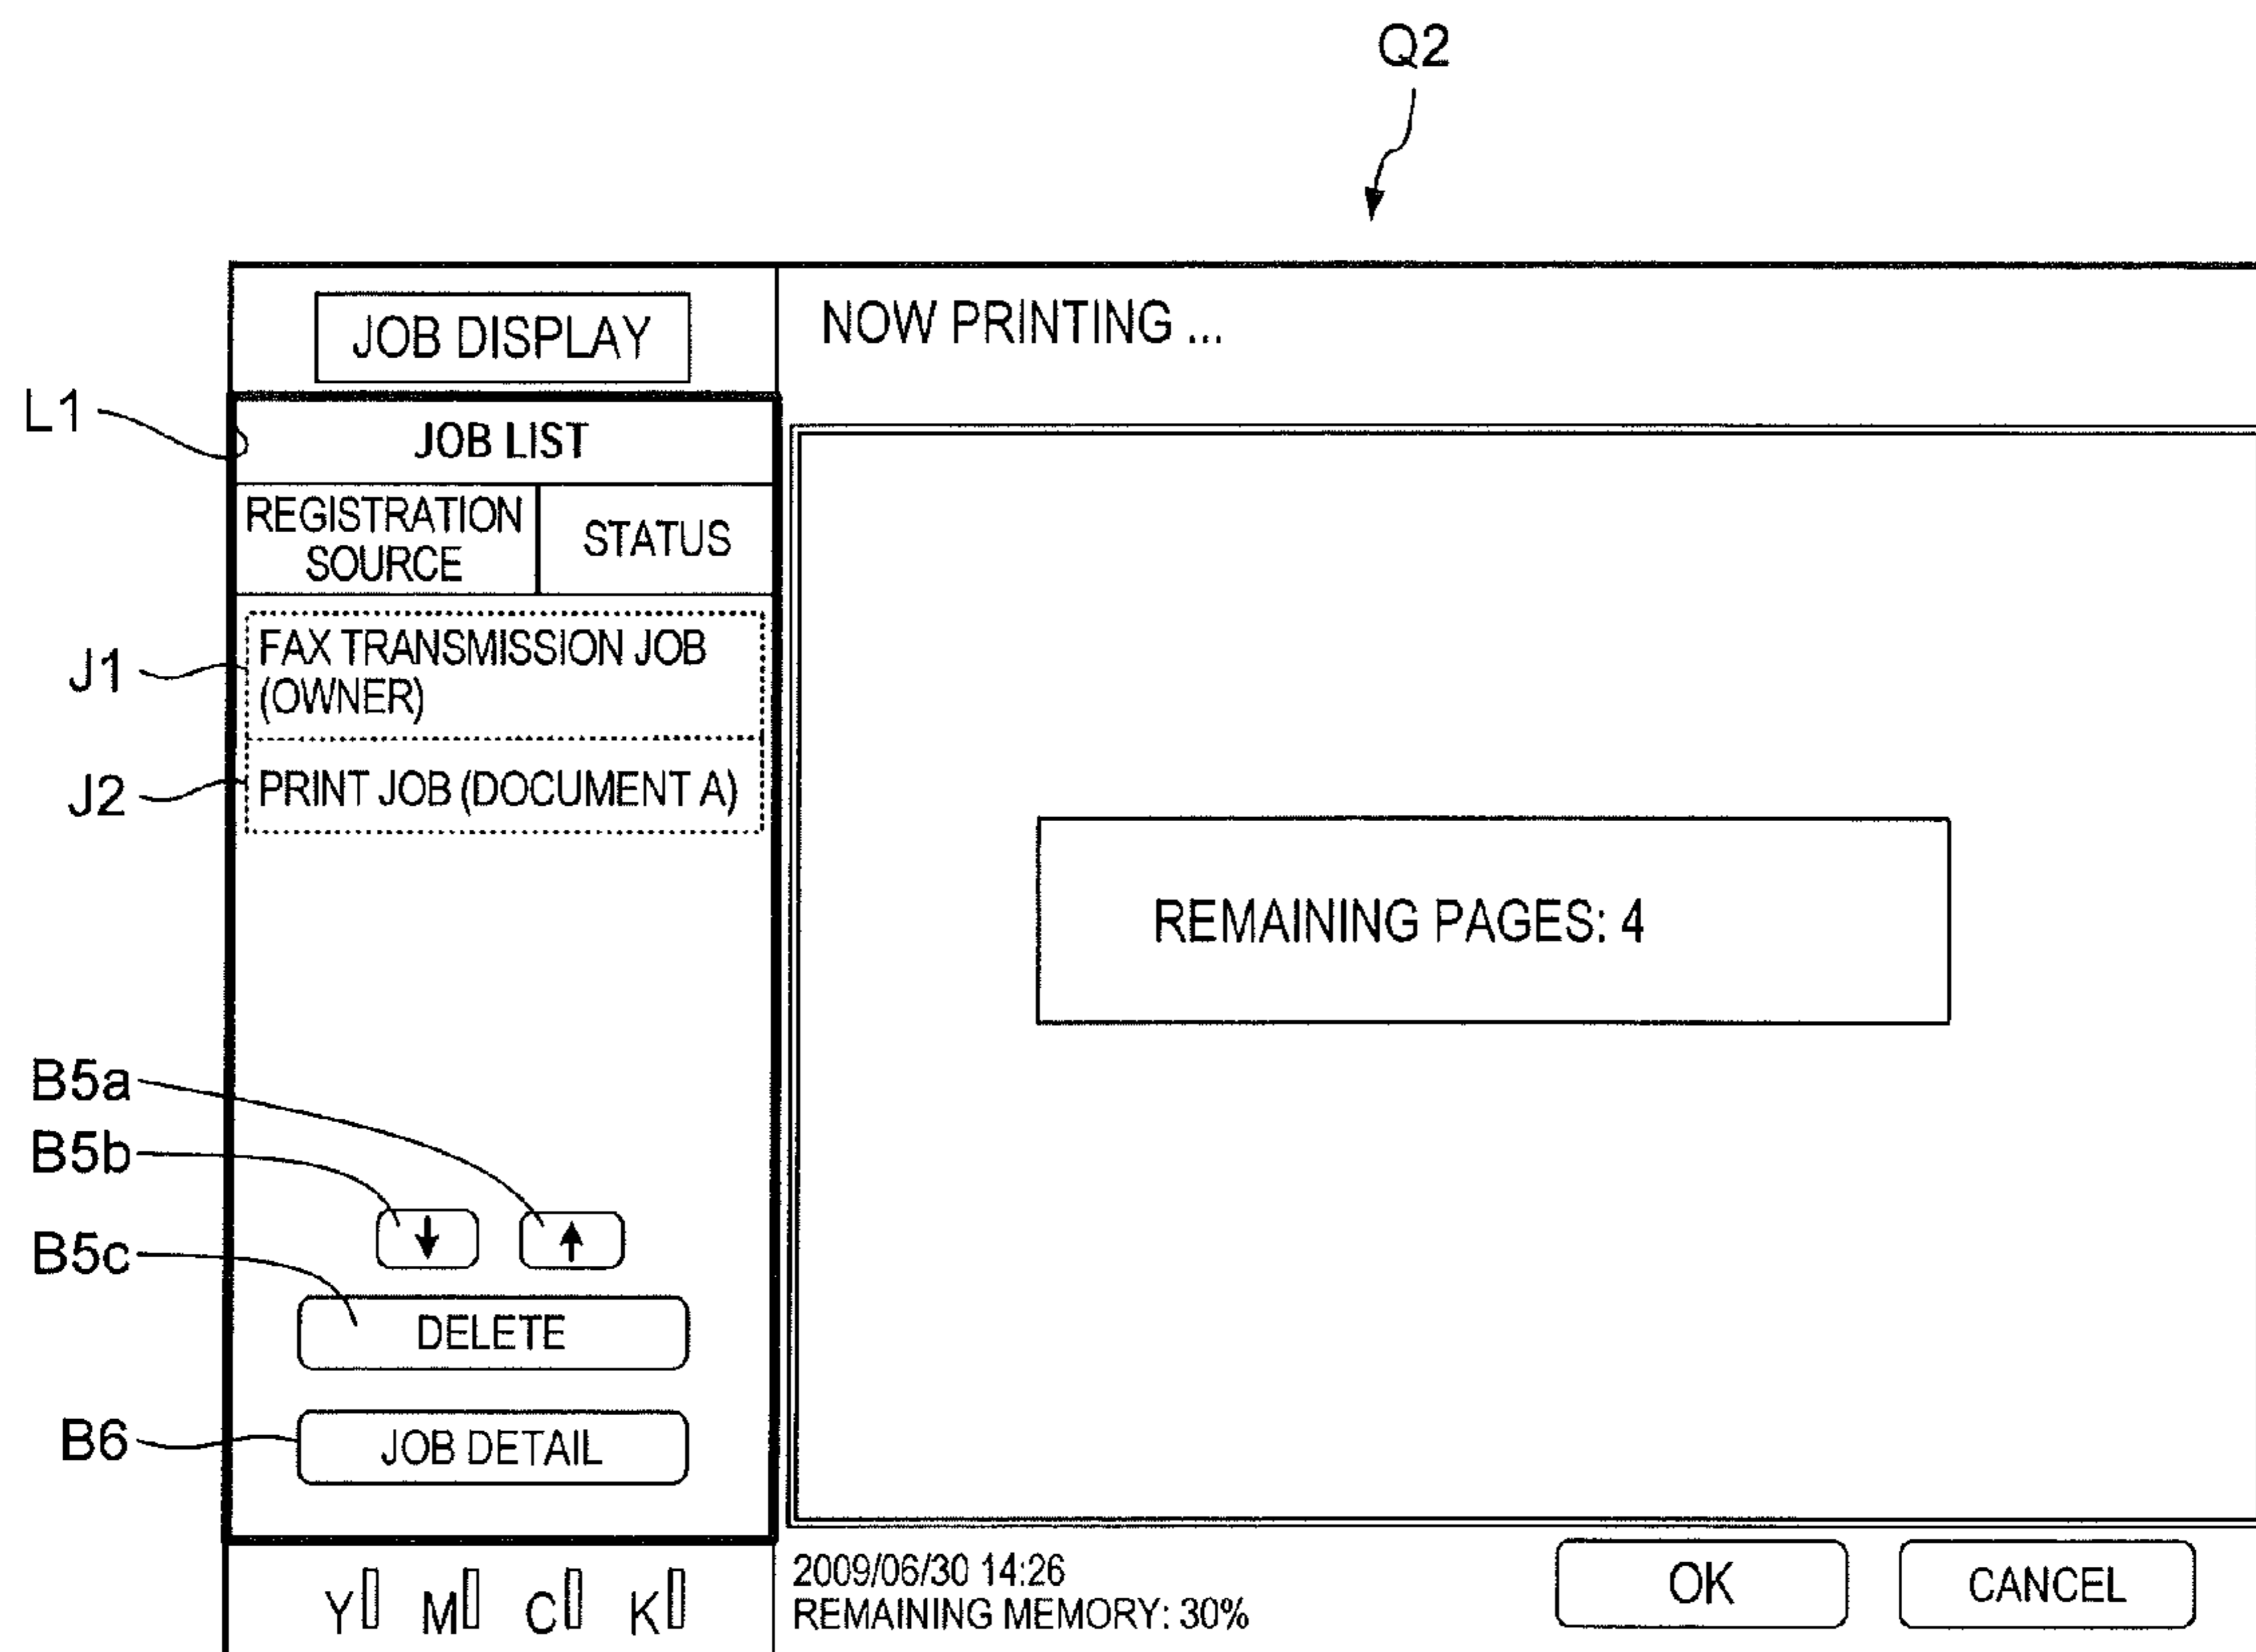 Q2
JOB DISPLAY
NOW PRINTING ...
L1
JOB LIST
REGISTRATION
SOURCE
STATUS
J1
FAX TRANSMISSION JOB
(OWNER)
J2
PRINT JOB (DOCUMENT A)
REMAINING PAGES: 4
B5a
B5b
↓ ↑
B5c
DELETE
B6
JOB DETAIL
Y M C K
2009/06/30 14:26
REMAINING MEMORY: 30%
OK
CANCEL